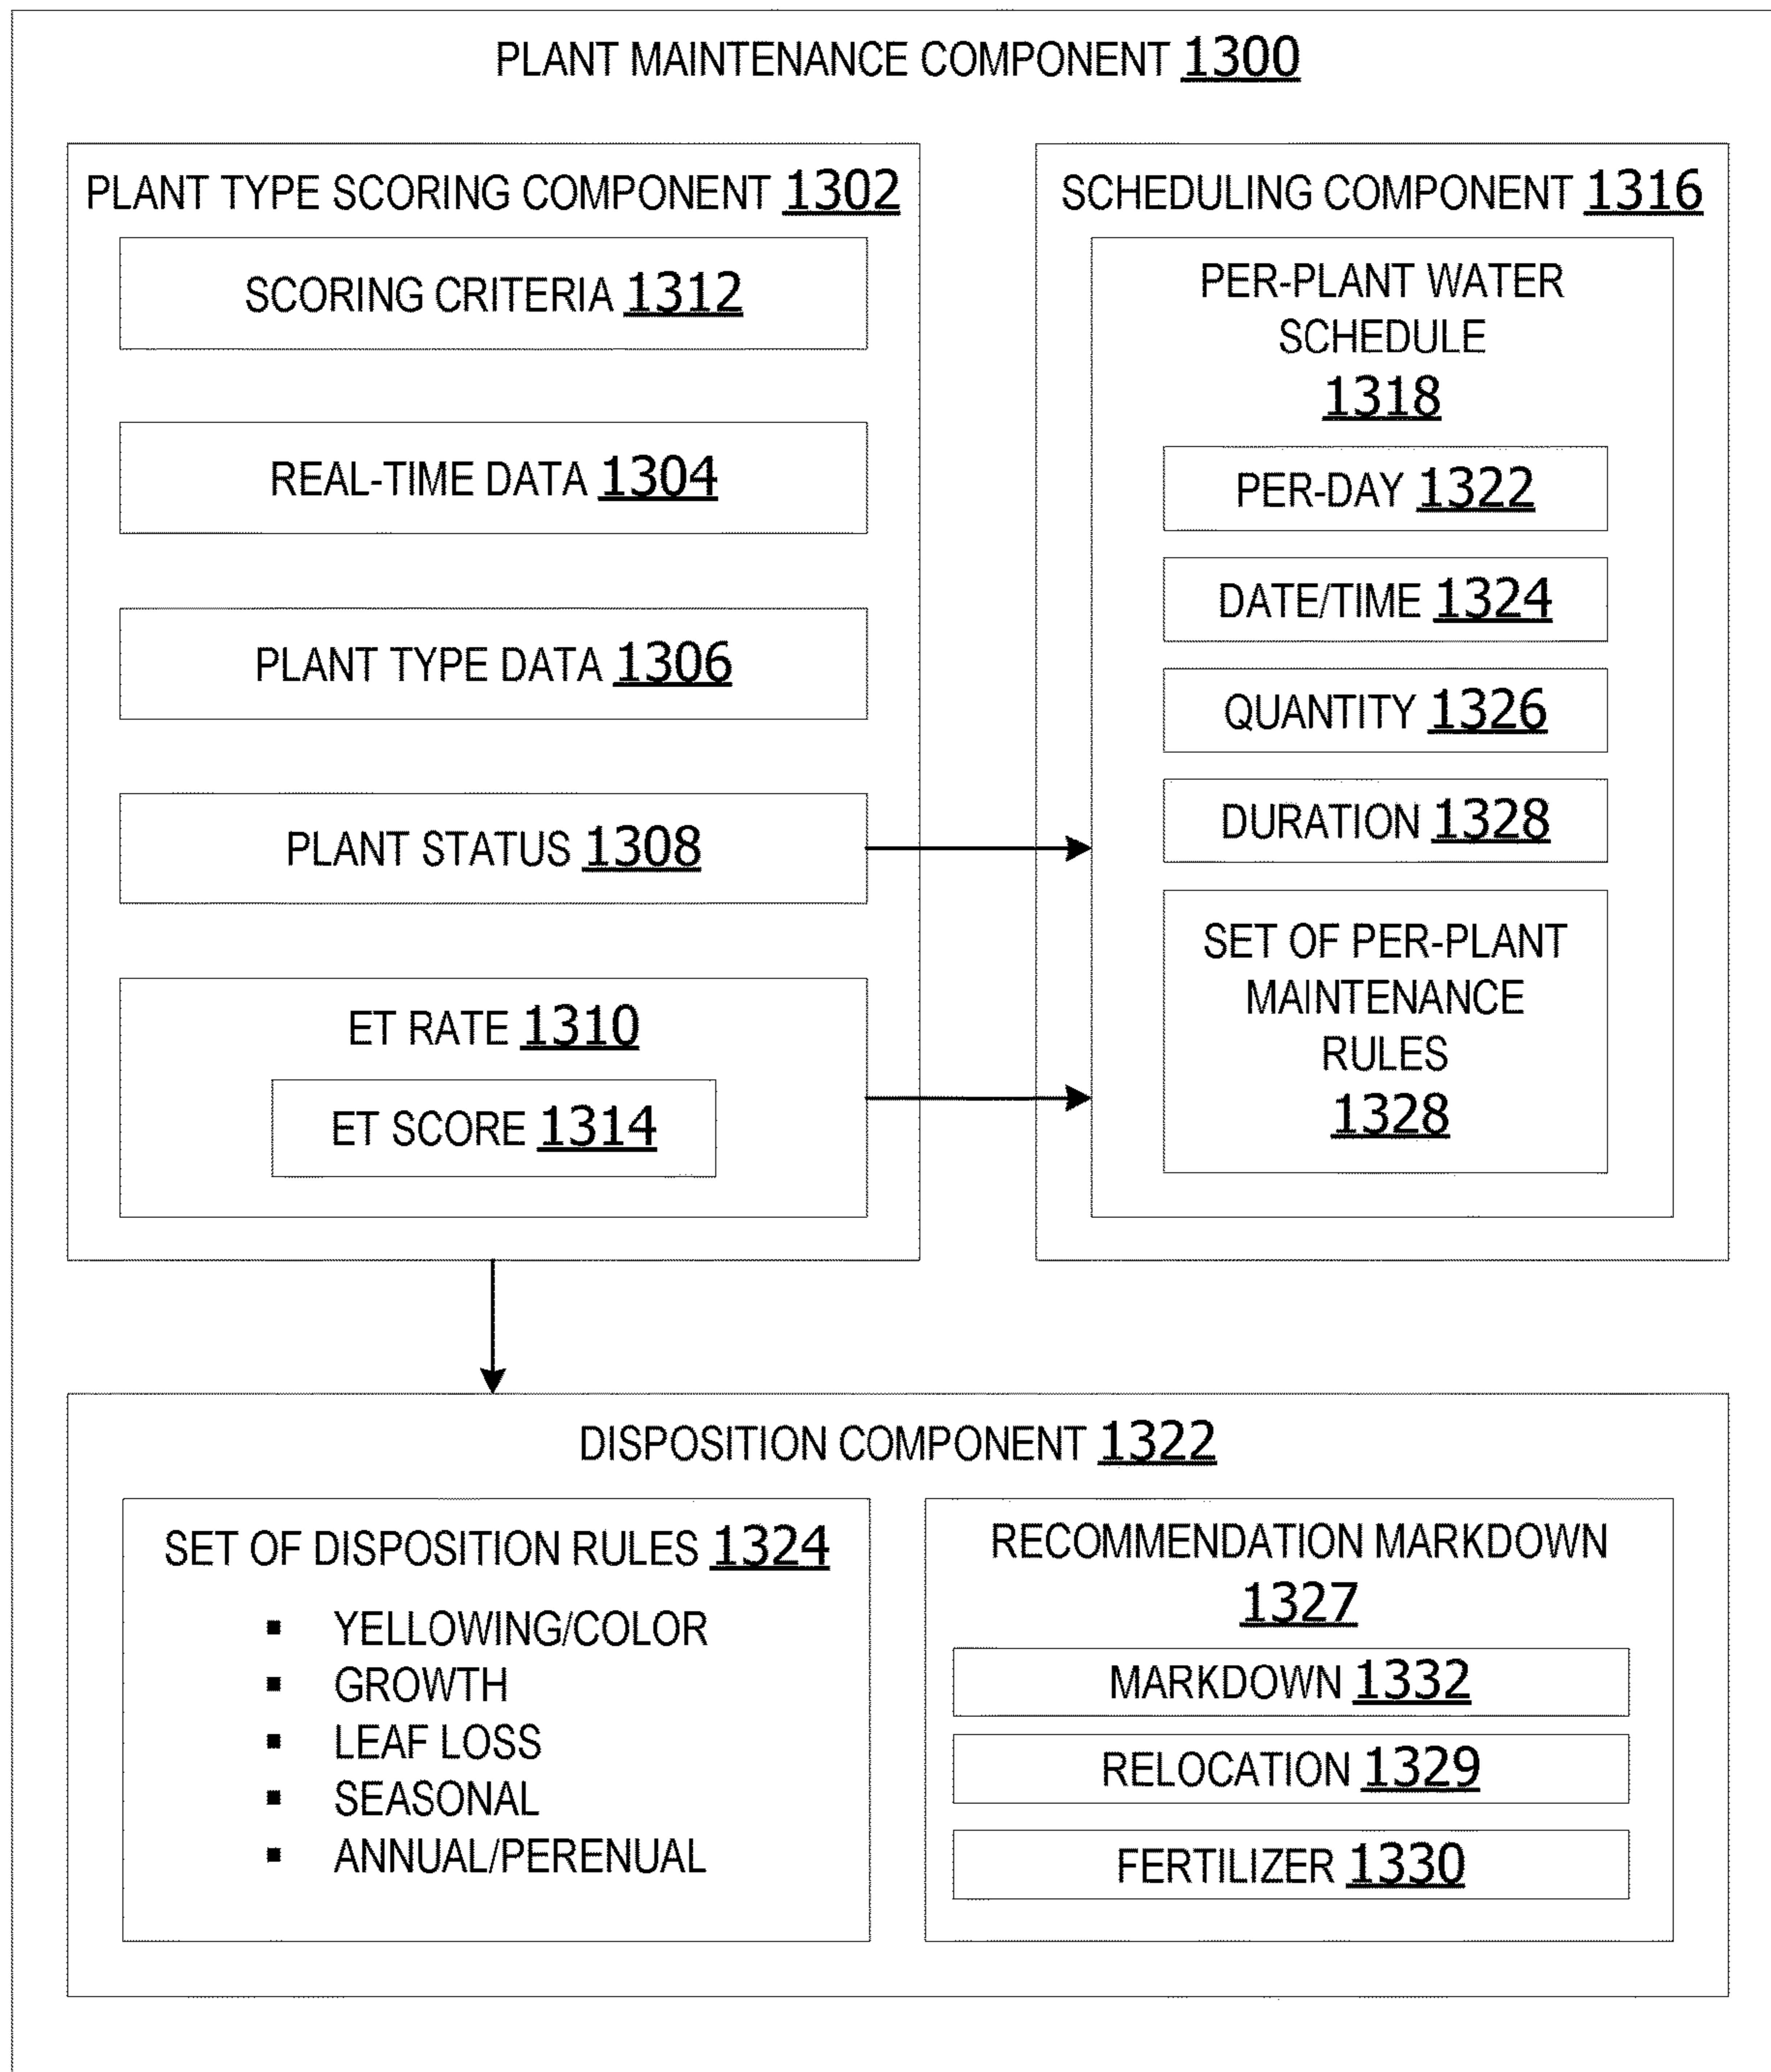 PLANT MAINTENANCE COMPONENT 1300
PLANT TYPE SCORING COMPONENT 1302
SCORING CRITERIA 1312
REAL-TIME DATA 1304
PLANT TYPE DATA 1306
PLANT STATUS 1308
ET RATE 1310
ET SCORE 1314
SCHEDULING COMPONENT 1316
PER-PLANT WATER
SCHEDULE
1318
PER-DAY 1322
DATE/TIME 1324
QUANTITY 1326
DURATION 1328
SET OF PER-PLANT
MAINTENANCE
RULES
1328
DISPOSITION COMPONENT 1322
SET OF DISPOSITION RULES 1324
▪ YELLOWING/COLOR
▪ GROWTH
▪ LEAF LOSS
▪ SEASONAL
▪ ANNUAL/PERENUAL
RECOMMENDATION MARKDOWN
1327
MARKDOWN 1332
RELOCATION 1329
FERTILIZER 1330